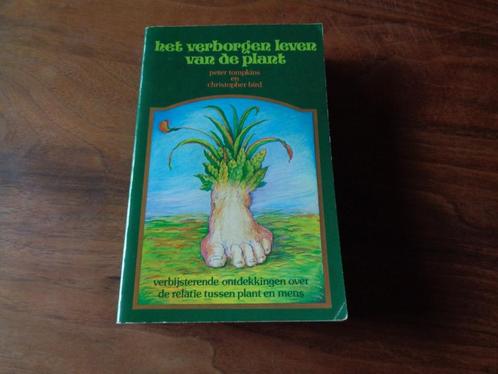 het verborgen leven
van de plant
peter tompkins
en
christopher bird
verbijsterende ontdekkingen over
de relatie tussen plant en mens